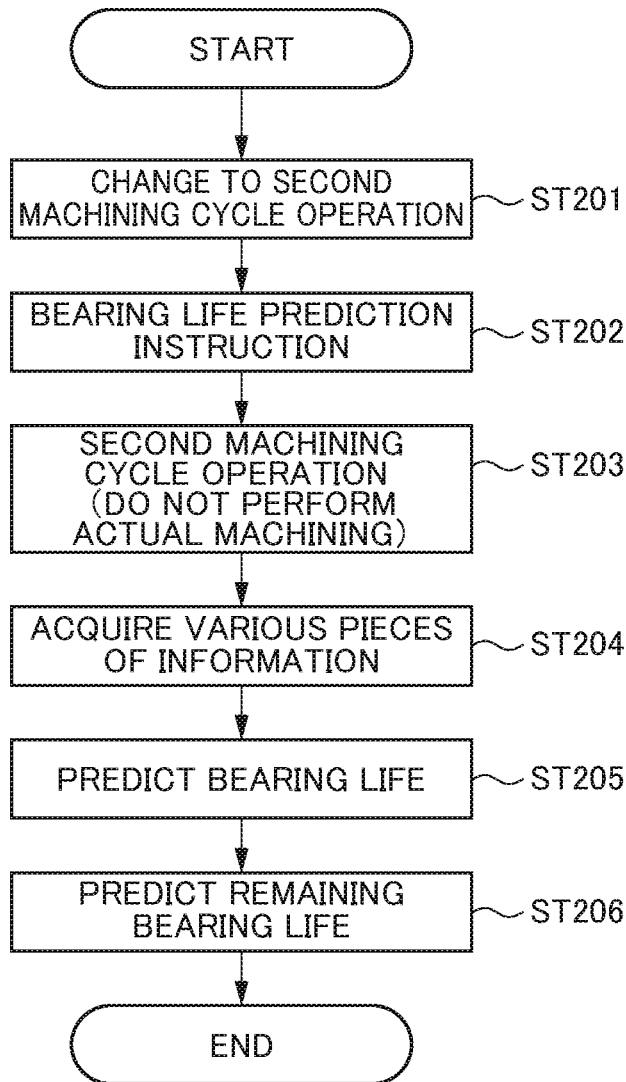 START
CHANGE TO SECOND
MACHINING CYCLE OPERATION
ST201
BEARING LIFE PREDICTION
INSTRUCTION
ST202
SECOND MACHINING
CYCLE OPERATION
(DO NOT PERFORM
ACTUAL MACHINING)
ST203
ACQUIRE VARIOUS PIECES
OF INFORMATION
ST204
PREDICT BEARING LIFE
ST205
PREDICT REMAINING
BEARING LIFE
ST206
END